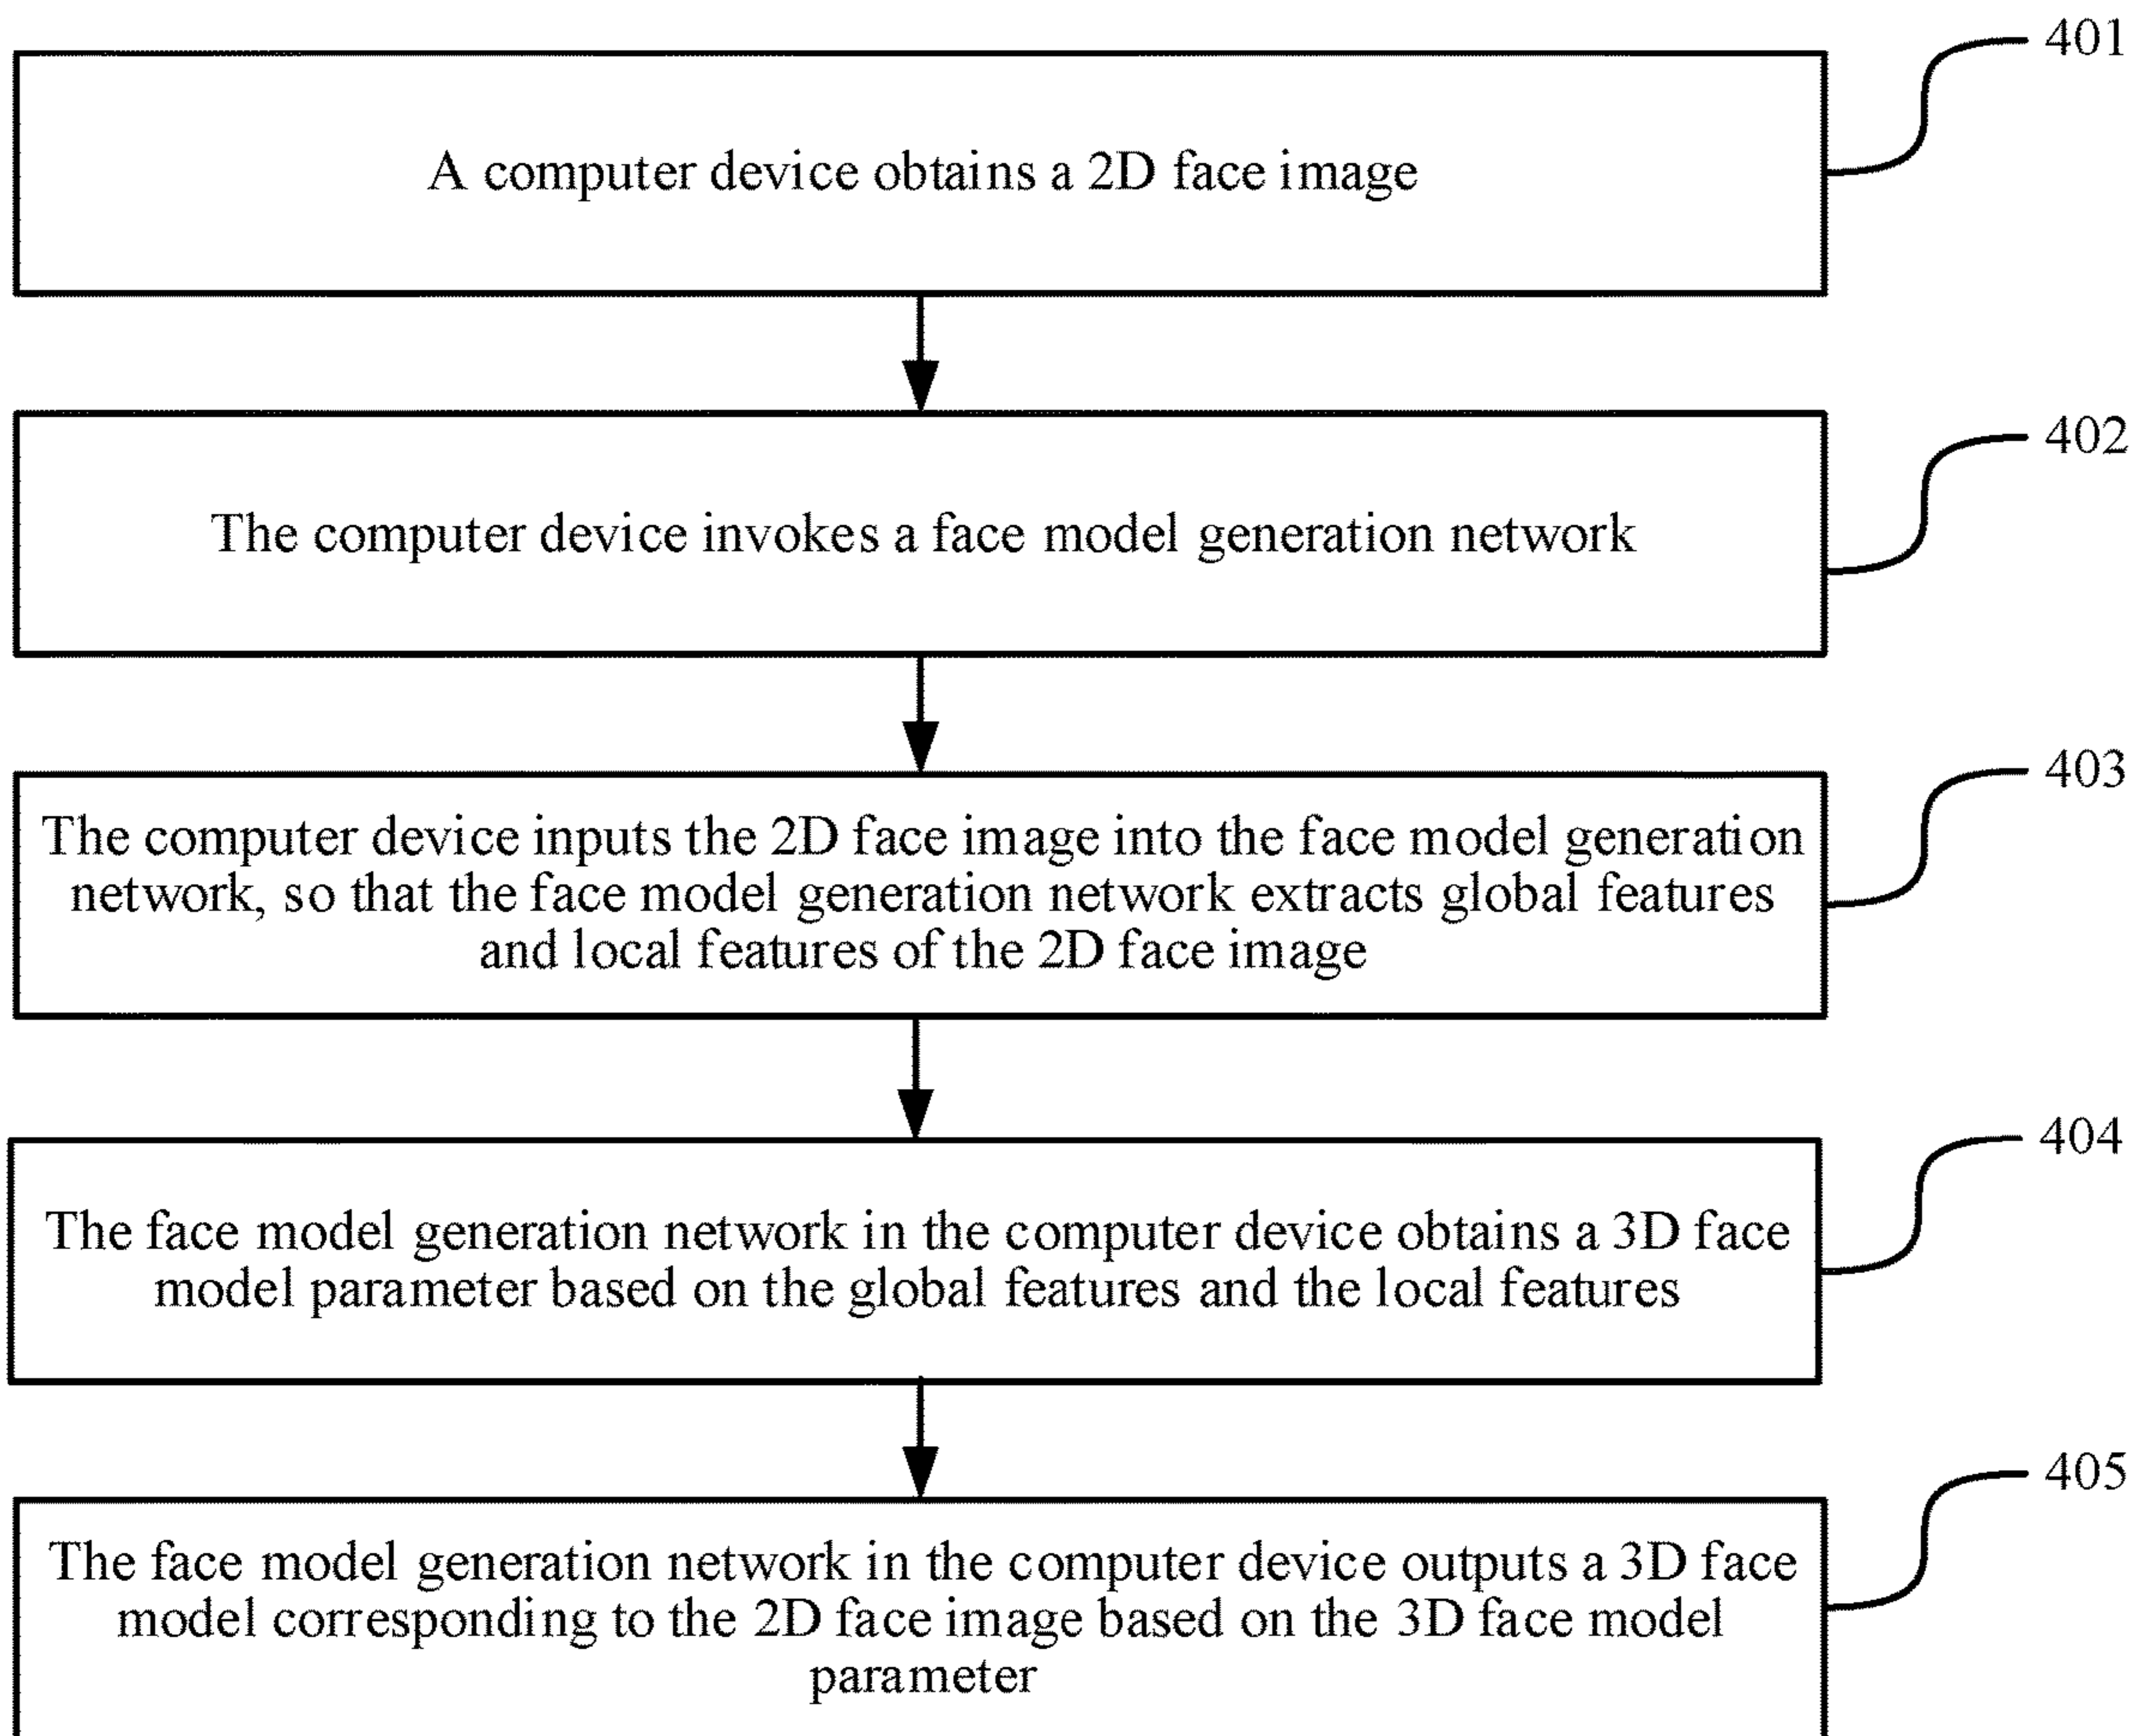 401
A computer device obtains a 2D face image
402
The computer device invokes a face model generation network
403
The computer device inputs the 2D face image into the face model generation
network, so that the face model generation network extracts global features
and local features of the 2D face image
404
The face model generation network in the computer device obtains a 3D face
model parameter based on the global features and the local features
405
The face model generation network in the computer device outputs a 3D face
model corresponding to the 2D face image based on the 3D face model
parameter